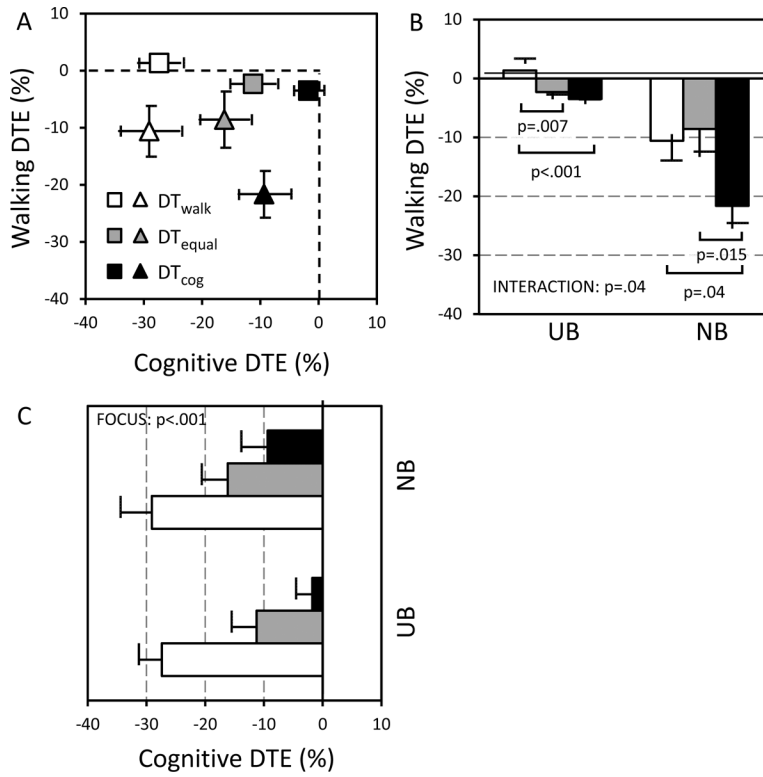 A
10
0
-10
-20
-30
-40
Walking DTE (%)
DTwalk
DTequal
DTcog
-40 -30 -20 -10 0 10
Cognitive DTE (%)
B
10
0
-10
-20
-30
-40
Walking DTE (%)
p=.007
p<.001
p=.015
p=.04
INTERACTION: p=.04
UB NB
C
FOCUS: p<.001
NB
UB
-40 -30 -20 -10 0 10
Cognitive DTE (%)